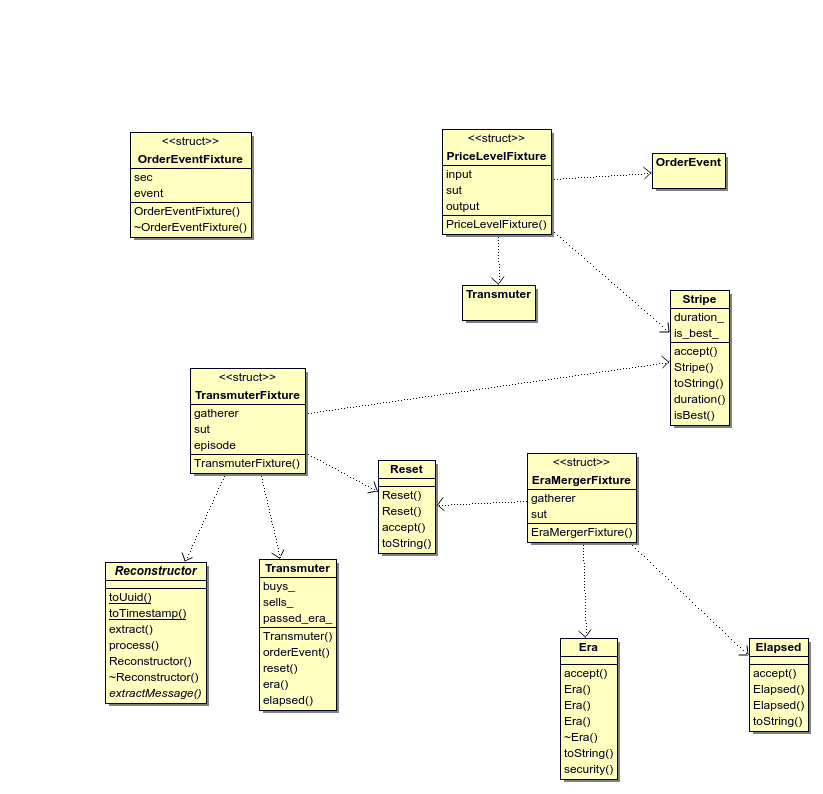 <<struct>>
OrderEventFixture
sec
event
OrderEventFixture()
~OrderEventFixture()
<<struct>>
PriceLevelFixture
input
sut
output
PriceLevelFixture()
OrderEvent
Transmuter
Stripe
duration_
is_best_
accept()
Stripe()
toString()
duration()
isBest()
<<struct>>
TransmuterFixture
gatherer
sut
episode
TransmuterFixture()
Reset
Reset()
Reset()
accept()
toString()
<<struct>>
EraMergerFixture
gatherer
sut
EraMergerFixture()
Reconstructor
toUuid()
toTimestamp()
extract()
process()
Reconstructor()
~Reconstructor()
extractMessage()
Transmuter
buys_
sells_
passed_era_
Transmuter()
orderEvent()
reset()
era()
elapsed()
Era
accept()
Era()
Era()
Era()
~Era()
toString()
security()
Elapsed
accept()
Elapsed()
Elapsed()
toString()